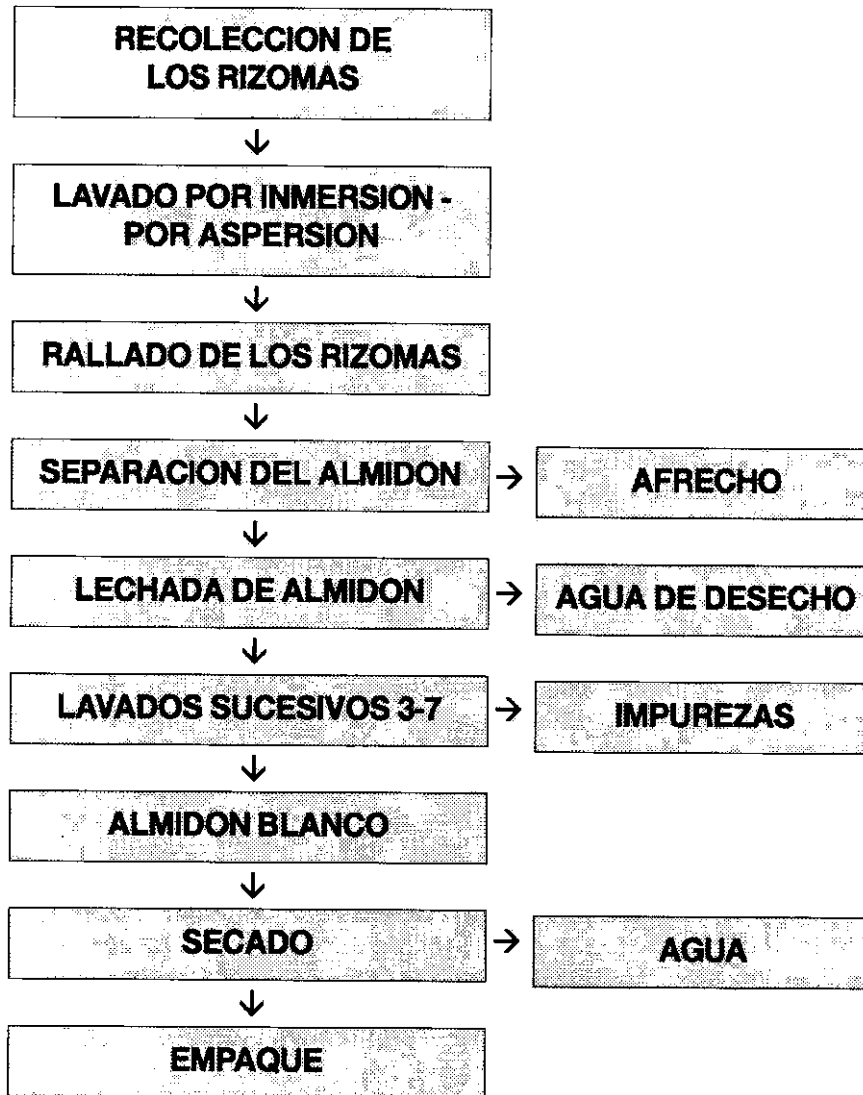 RECOLECCION DE
LOS RIZOMAS
LAVADO POR INMERSION -
POR ASPERSION
RALLADO DE LOS RIZOMAS
SEPARACION DEL ALMIDON → AFRECHO
LECHADA DE ALMIDON → AGUA DE DESECHO
LAVADOS SUCESIVOS 3-7 → IMPUREZAS
ALMIDON BLANCO
SECADO → AGUA
EMPAQUE